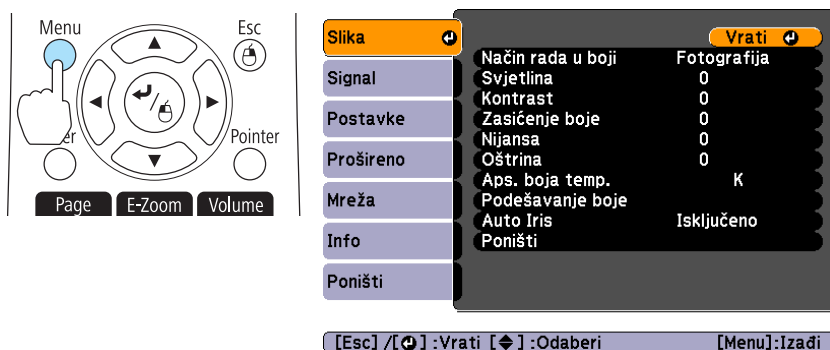 Menu
Esc
Pointer
Page E-Zoom Volume
Slika
Signal
Postavke
Prošireno
Mreža
Info
Poništi
Vrati
Način rada u boji Fotografija
Svjetlina 0
Kontrast 0
Zasićenje boje 0
Nijansa 0
Oštrina 0
Aps. boja temp. K
Podešavanje boje
Auto Iris Isključeno
Poništi
[Esc] /[ ] :Vrati [ ] :Odaberi [Menu]:Izađi